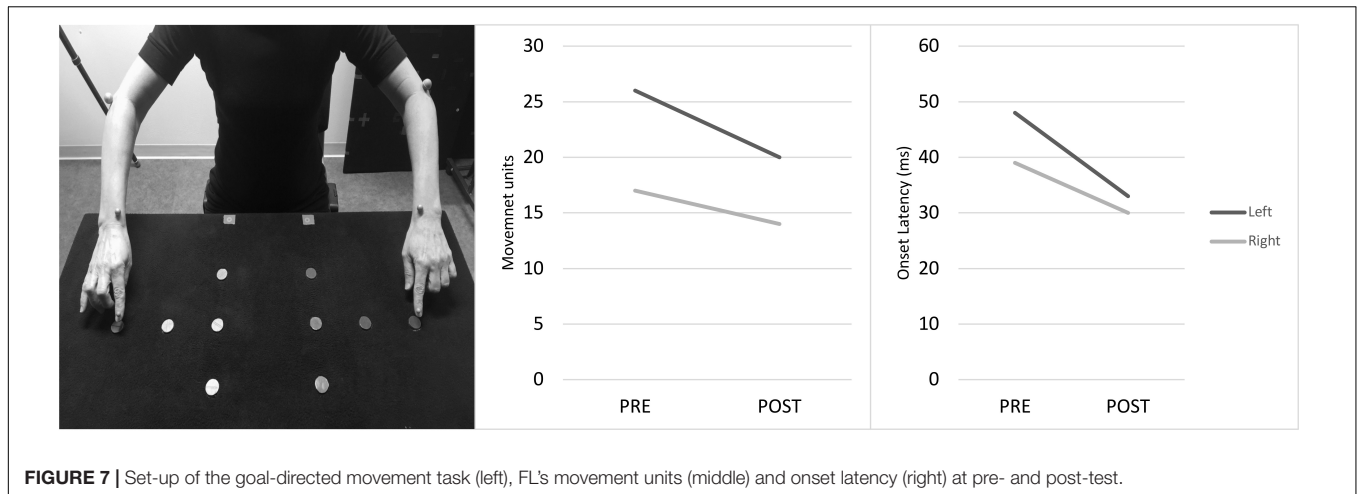 30
25
20
15
10
5
0
Movemnet units
PRE POST
60
50
40
30
20
10
0
Onset Latency (ms)
PRE POST
Left
Right
FIGURE 7 | Set-up of the goal-directed movement task (left), FL's movement units (middle) and onset latency (right) at pre- and post-test.